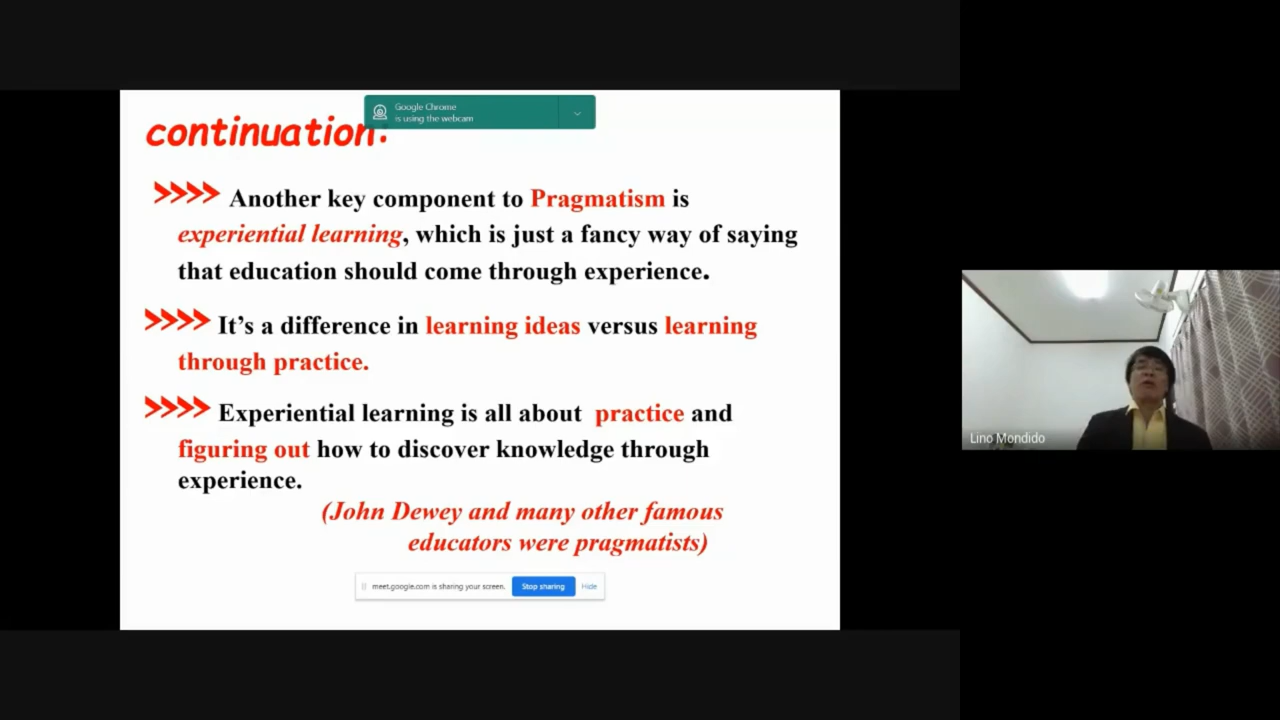 Google Chrome
is using the webcam
continuation:
>>>> Another key component to Pragmatism is
experiential learning, which is just a fancy way of saying
that education should come through experience.
>>>> It’s a difference in learning ideas versus learning
through practice.
>>>> Experiential learning is all about practice and
figuring out how to discover knowledge through
experience.
(John Dewey and many other famous
educators were pragmatists)
meet.google.com is sharing your screen. Stop sharing Hide
Lino Mondido